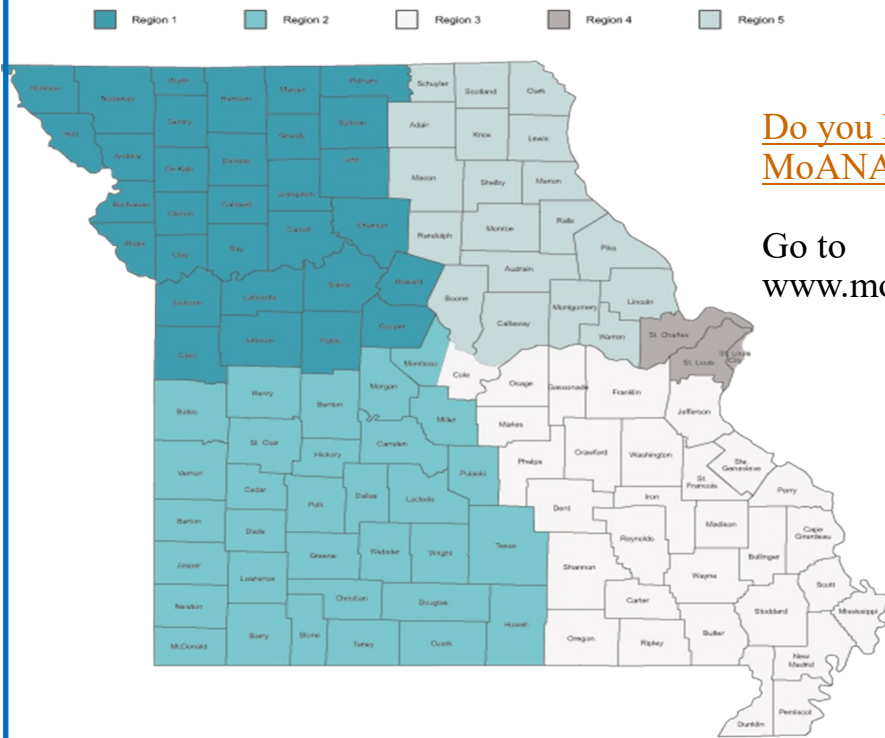 Region 1
Region 2
Region 3
Region 4
Region 5
Do you
MoANA
Go to
www.mo
Atchison
Nodaway
Worth
Harrison
Mercer
Putnam
Schuyler
Scotland
Clark
Holt
Gentry
Grundy
Sullivan
Adair
Knox
Lewis
Andrew
De Kalb
Daviess
Linn
Macon
Shelby
Marion
Buchanan
Clinton
Caldwell
Livingston
Chariton
Randolph
Monroe
Ralls
Pike
Platte
Clay
Ray
Carroll
Audrain
Jackson
Lafayette
Saline
Howard
Boone
Callaway
Montgomery
Lincoln
Warren
St. Charles
St. Louis
St. Louis
City
Cass
Johnson
Pettis
Cooper
Moniteau
Cole
Osage
Gasconade
Franklin
Jefferson
Bates
Henry
Benton
Morgan
Miller
Maries
St. Clair
Hickory
Camden
Pulaski
Phelps
Crawford
Washington
St.
Francois
Ste.
Genevieve
Perry
Vernon
Cedar
Polk
Dallas
Laclede
Dent
Iron
Madison
Cape
Girardeau
Barton
Dade
Greene
Webster
Wright
Texas
Shannon
Reynolds
Wayne
Bollinger
Scott
Jasper
Lawrence
Christian
Douglas
Howell
Carter
Stoddard
Mississippi
Newton
McDonald
Barry
Stone
Taney
Ozark
Oregon
Ripley
Butler
New
Madrid
Dunklin
Pemiscot